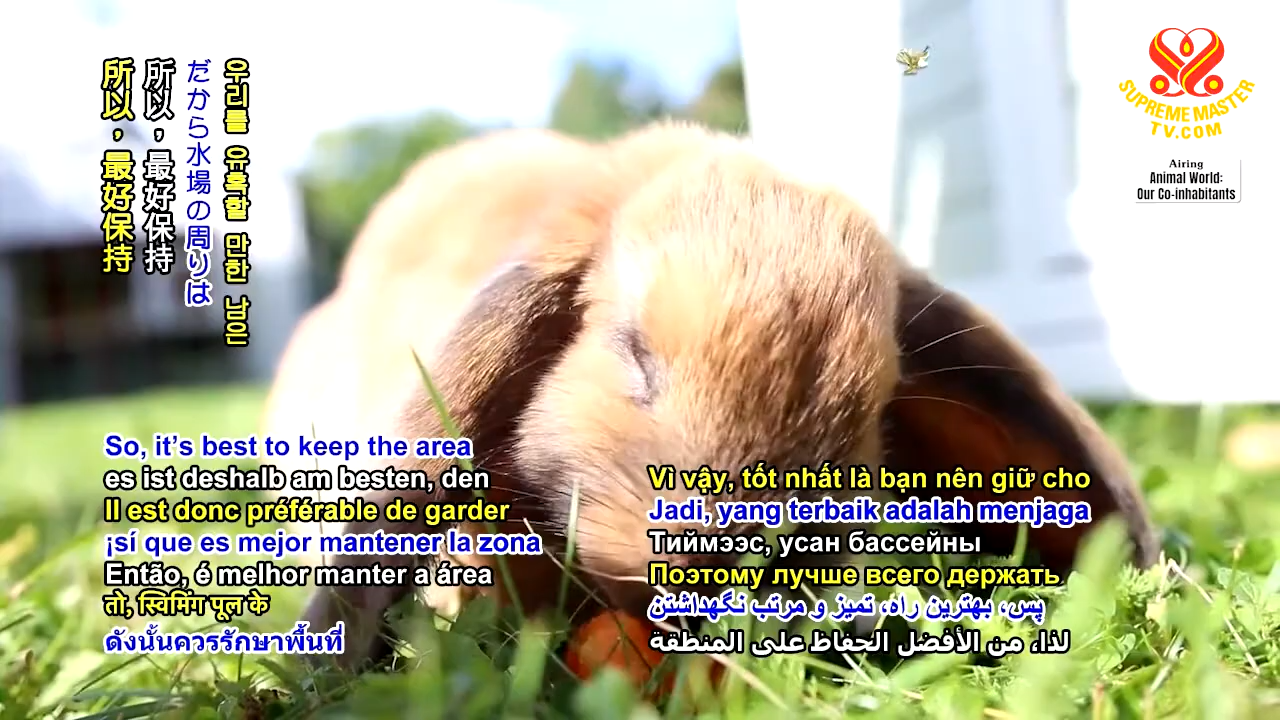 우리를 유혹할 만한 남은
だから水場の周りは
所以，最好保持
所以，最好保持
SUPREME MASTER
TV.COM
Airing
Animal World:
Our Co-inhabitants
So, it’s best to keep the area
es ist deshalb am besten, den
Il est donc préférable de garder
¡sí que es mejor mantener la zona
Então, é melhor manter a área
तो, स्विमिंग पूल के
ดังนั้นควรรักษาพื้นที่
Vì vậy, tốt nhất là bạn nên giữ cho
Jadi, yang terbaik adalah menjaga
Тиймээс, усан бассейны
Поэтому лучше всего держать
پس، بهترین راه، تمیز و مرتب نگهداشتن
لذا، من الأفضل الحفاظ على المنطقة